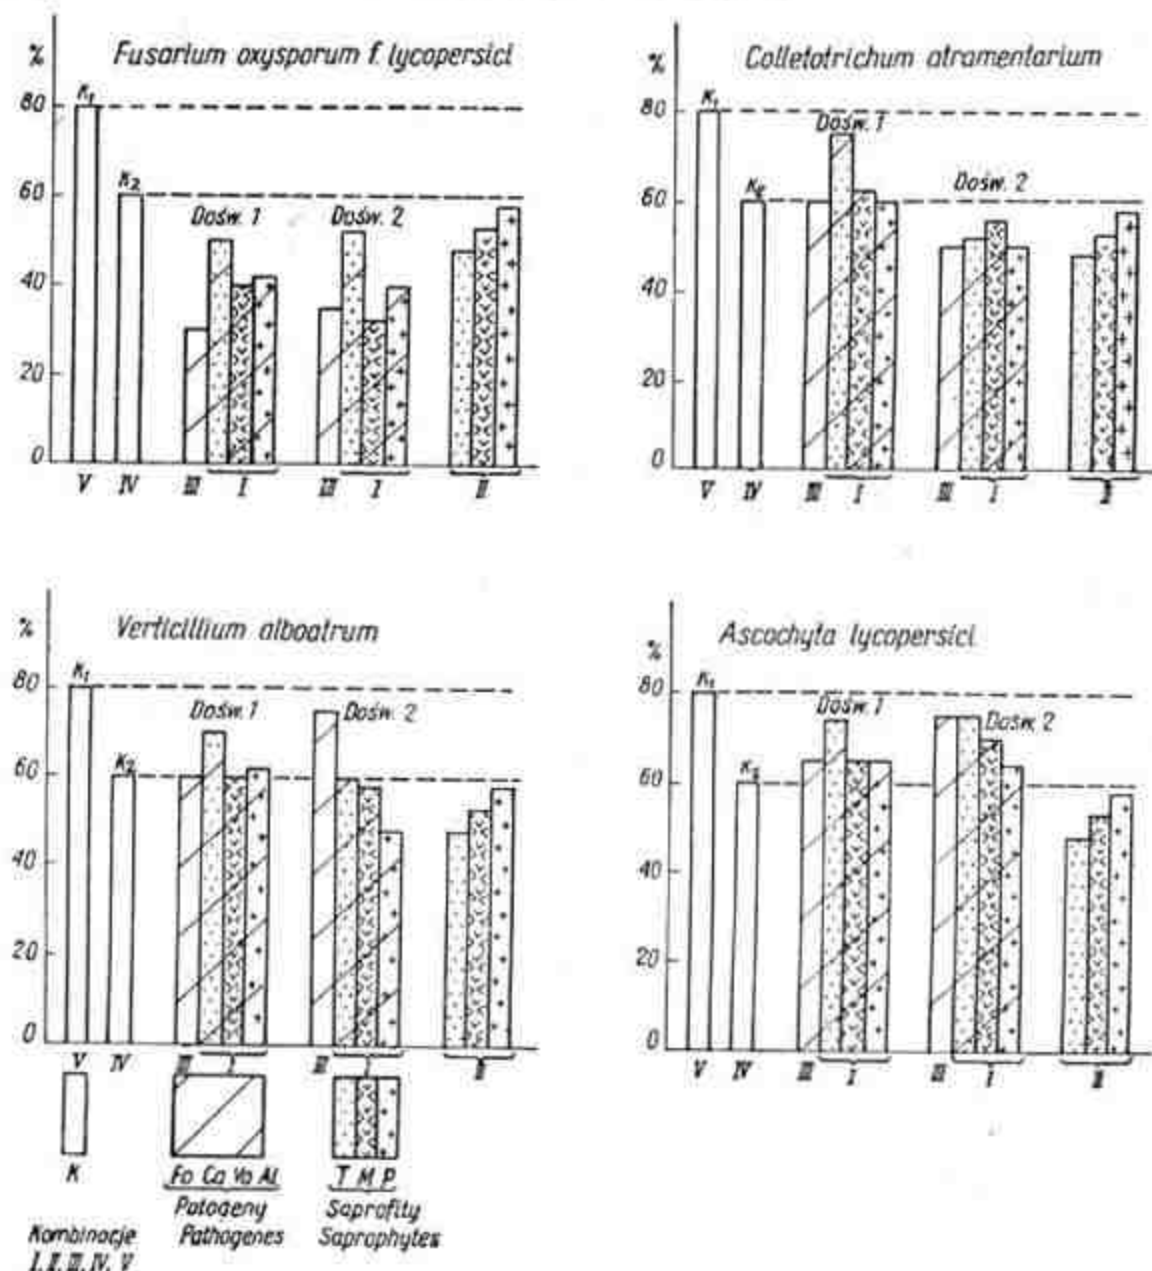 Fusarium oxysporum f. lycopersici
%
80
60
40
20
0
K1
K2
Dośw. 1
Dośw. 2
V IV III I III I II
Colletotrichum atramentarium
%
80
60
40
20
0
K1
K2
Dośw. 1
Dośw. 2
V IV III I III I II
Verticillium alboatrum
%
80
60
40
20
0
K1
K2
Dośw. 1
Dośw. 2
V IV III I III I II
Ascochyta lycopersici
%
80
60
40
20
0
K1
K2
Dośw. 1
Dośw. 2
V IV III I III I II
K
Fo Ca Va Al
T M P
Patogeny
Pathogenes
Saprofity
Saprophytes
Kombinacje
I, II, III, IV, V